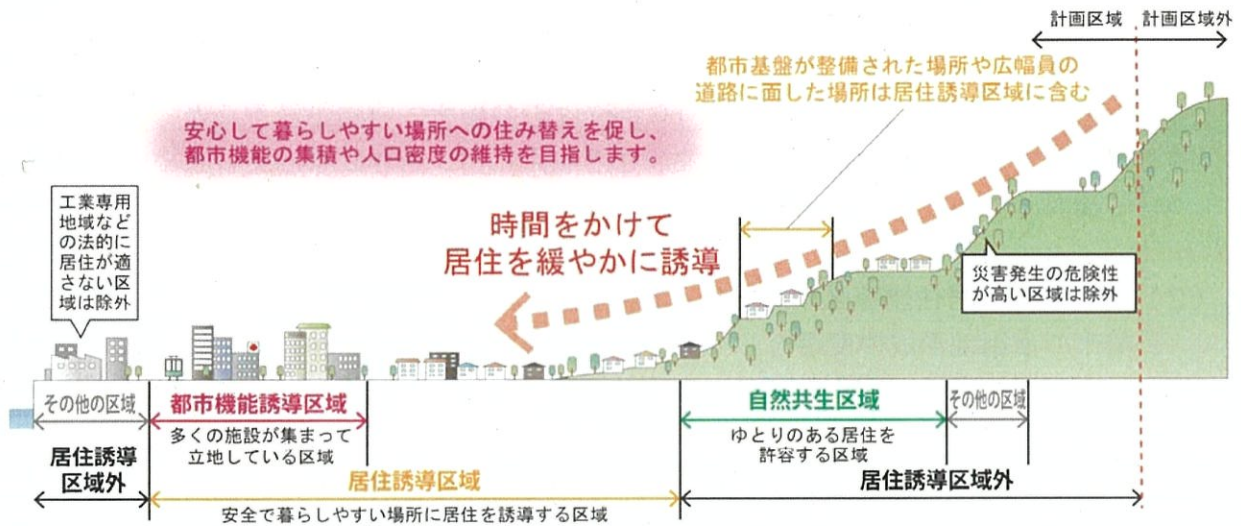 計画区域
計画区域外
都市基盤が整備された場所や広幅員の
道路に面した場所は居住誘導区域に含む
安心して暮らしやすい場所への住み替えを促し、
都市機能の集積や人口密度の維持を目指します。
工業専用
地域など
の法的に
居住が適
さない区
域は除外
時間をかけて
居住を緩やかに誘導
災害発生の危険性
が高い区域は除外
その他の区域
都市機能誘導区域
多くの施設が集まって
立地している区域
自然共生区域
ゆとりのある居住を
許容する区域
その他の区域
居住誘導
区域外
居住誘導区域
安全で暮らしやすい場所に居住を誘導する区域
居住誘導区域外